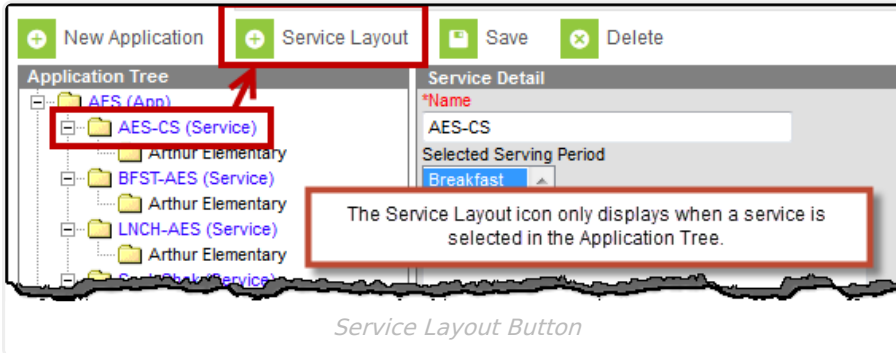 New Application Service Layout Save Delete
Application Tree
Service Detail
AES (App)
*Name
AES-CS (Service)
AES-CS
Arthur Elementary
Selected Serving Period
BFST-AES (Service)
Breakfast
Arthur Elementary
The Service Layout icon only displays when a service is
selected in the Application Tree.
LNCH-AES (Service)
Arthur Elementary
(Service)
Service Layout Button